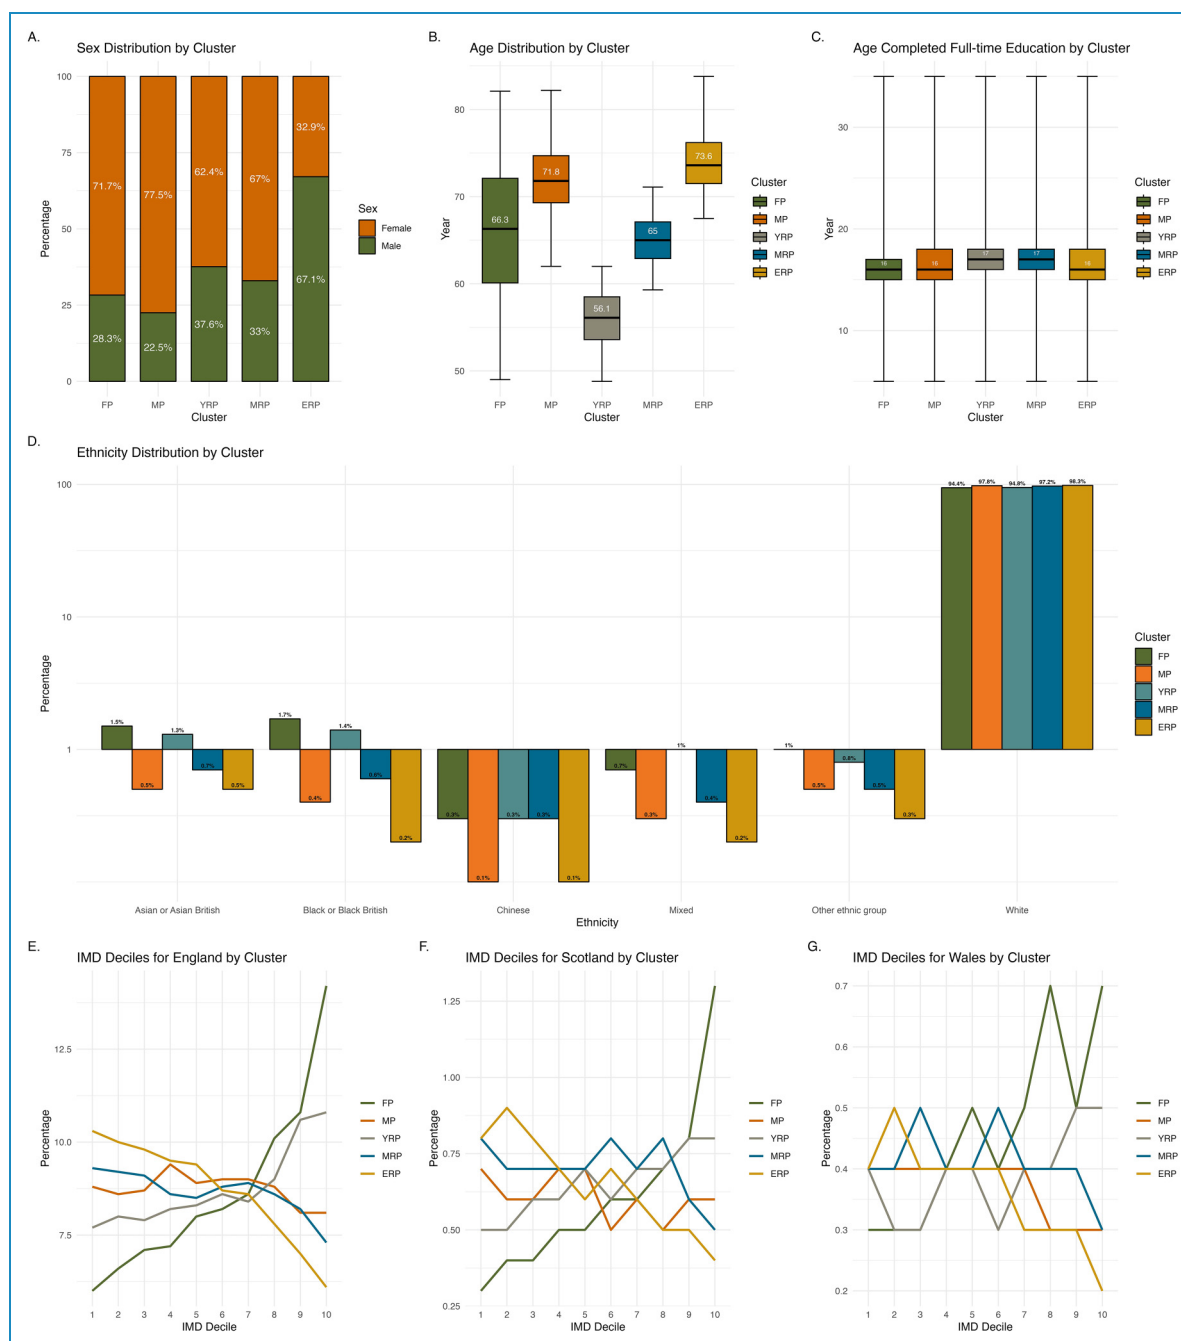 A.
Sex Distribution by Cluster
100
75
50
25
0
Percentage
71.7%
77.5%
62.4%
67%
32.9%
28.3%
22.5%
37.6%
33%
67.1%
FP MP YRP MRP ERP
Cluster
Sex
Female
Male
B.
Age Distribution by Cluster
80
70
60
50
Year
66.3
71.8
56.1
65
73.6
FP MP YRP MRP ERP
Cluster
Cluster
FP
MP
YRP
MRP
ERP
C.
Age Completed Full-time Education by Cluster
30
20
10
Year
16
16
17
17
16
FP MP YRP MRP ERP
Cluster
Cluster
FP
MP
YRP
MRP
ERP
D.
Ethnicity Distribution by Cluster
100
10
1
Percentage
1.5%
0.5%
1.3%
0.7%
0.5%
1.7%
0.4%
1.4%
0.6%
0.2%
0.3%
0.1%
0.3%
0.3%
0.1%
0.7%
0.3%
1%
0.4%
0.2%
1%
0.5%
0.8%
0.5%
0.3%
94.4%
97.8%
94.8%
97.2%
98.3%
Asian or Asian British Black or Black British Chinese Mixed Other ethnic group White
Ethnicity
Cluster
FP
MP
YRP
MRP
ERP
E.
IMD Deciles for England by Cluster
12.5
10.0
7.5
Percentage
1 2 3 4 5 6 7 8 9 10
IMD Decile
FP
MP
YRP
MRP
ERP
F.
IMD Deciles for Scotland by Cluster
1.25
1.00
0.75
0.50
0.25
Percentage
1 2 3 4 5 6 7 8 9 10
IMD Decile
FP
MP
YRP
MRP
ERP
G.
IMD Deciles for Wales by Cluster
0.7
0.6
0.5
0.4
0.3
0.2
Percentage
1 2 3 4 5 6 7 8 9 10
IMD Decile
FP
MP
YRP
MRP
ERP